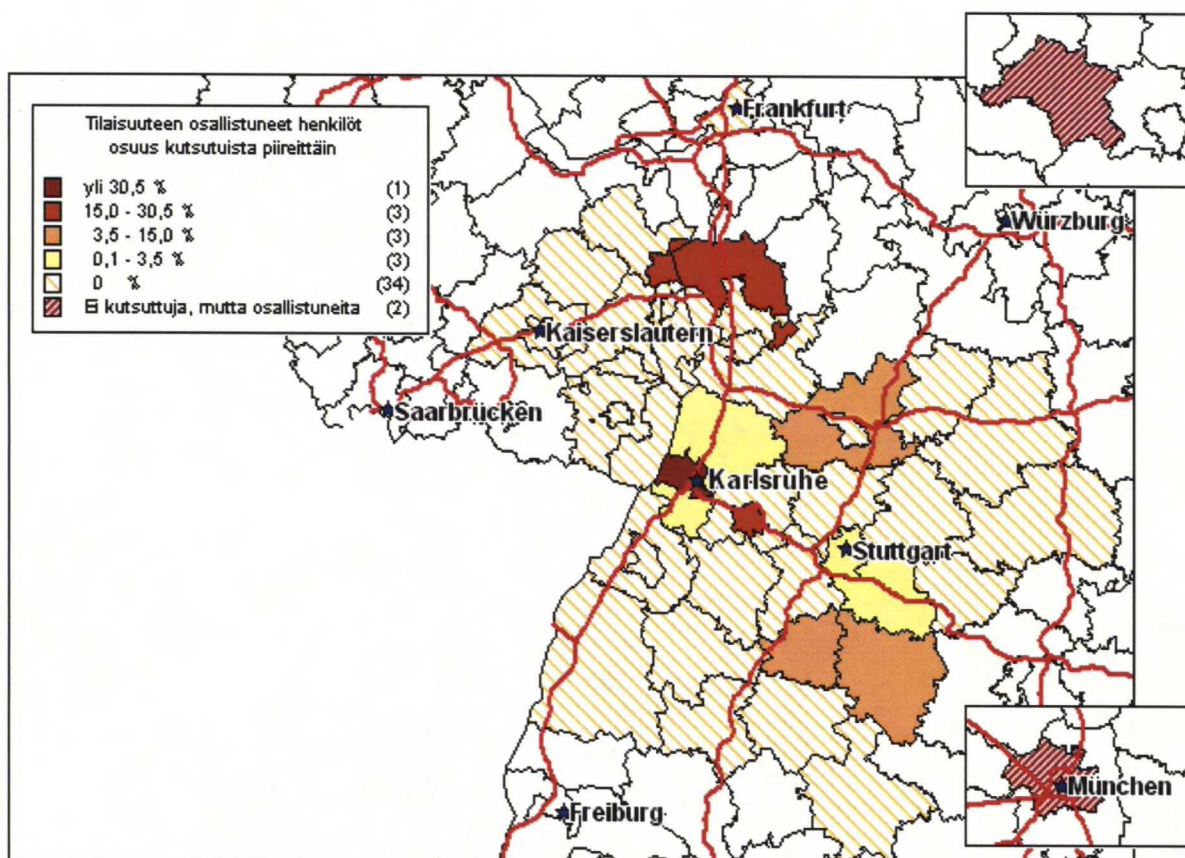 Tilaisuuteen osallistuneet henkilöt
osuus kutsutuista piireittäin
yli 30,5 % (1)
15,0 - 30,5 % (3)
3,5 - 15,0 % (3)
0,1 - 3,5 % (3)
0 % (34)
Ei kutsuttuja, mutta osallistuneita (2)
Frankfurt
Würzburg
Kaiserslautern
Saarbrücken
Karlsruhe
Stuttgart
München
Freiburg